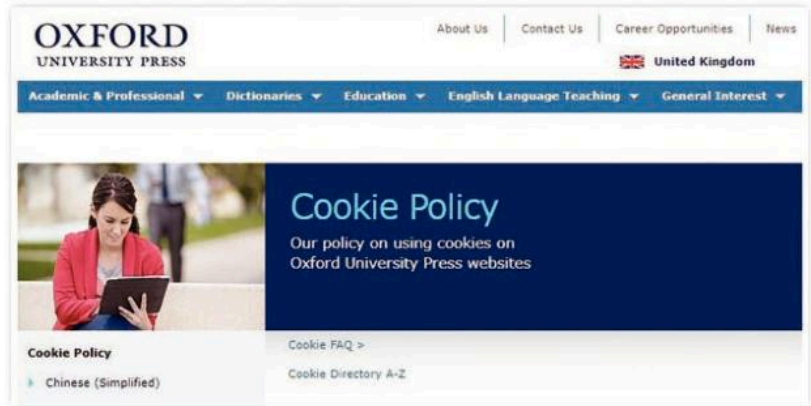 OXFORD
UNIVERSITY PRESS
About Us
Contact Us
Career Opportunities
News
United Kingdom
Academic & Professional
Dictionaries
Education
English Language Teaching
General Interest
Cookie Policy
Our policy on using cookies on
Oxford University Press websites
Cookie Policy
Chinese (Simplified)
Cookie FAQ >
Cookie Directory A-Z